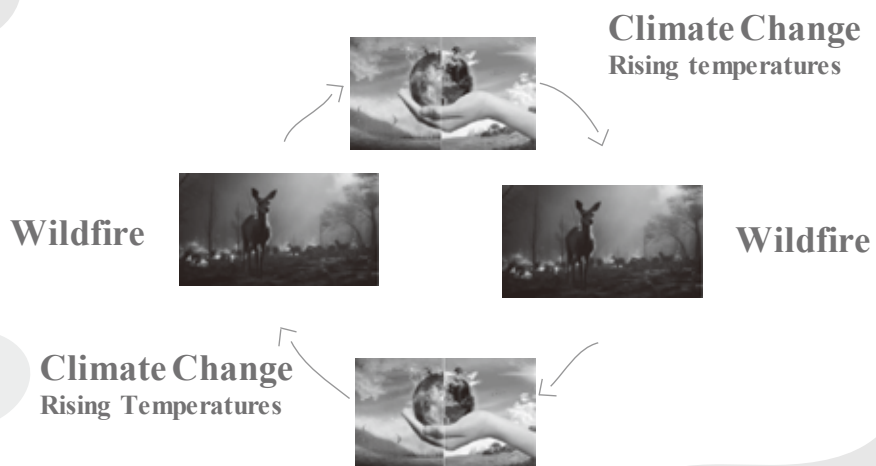 Climate Change
Rising temperatures
Wildfire
Wildfire
Climate Change
Rising Temperatures